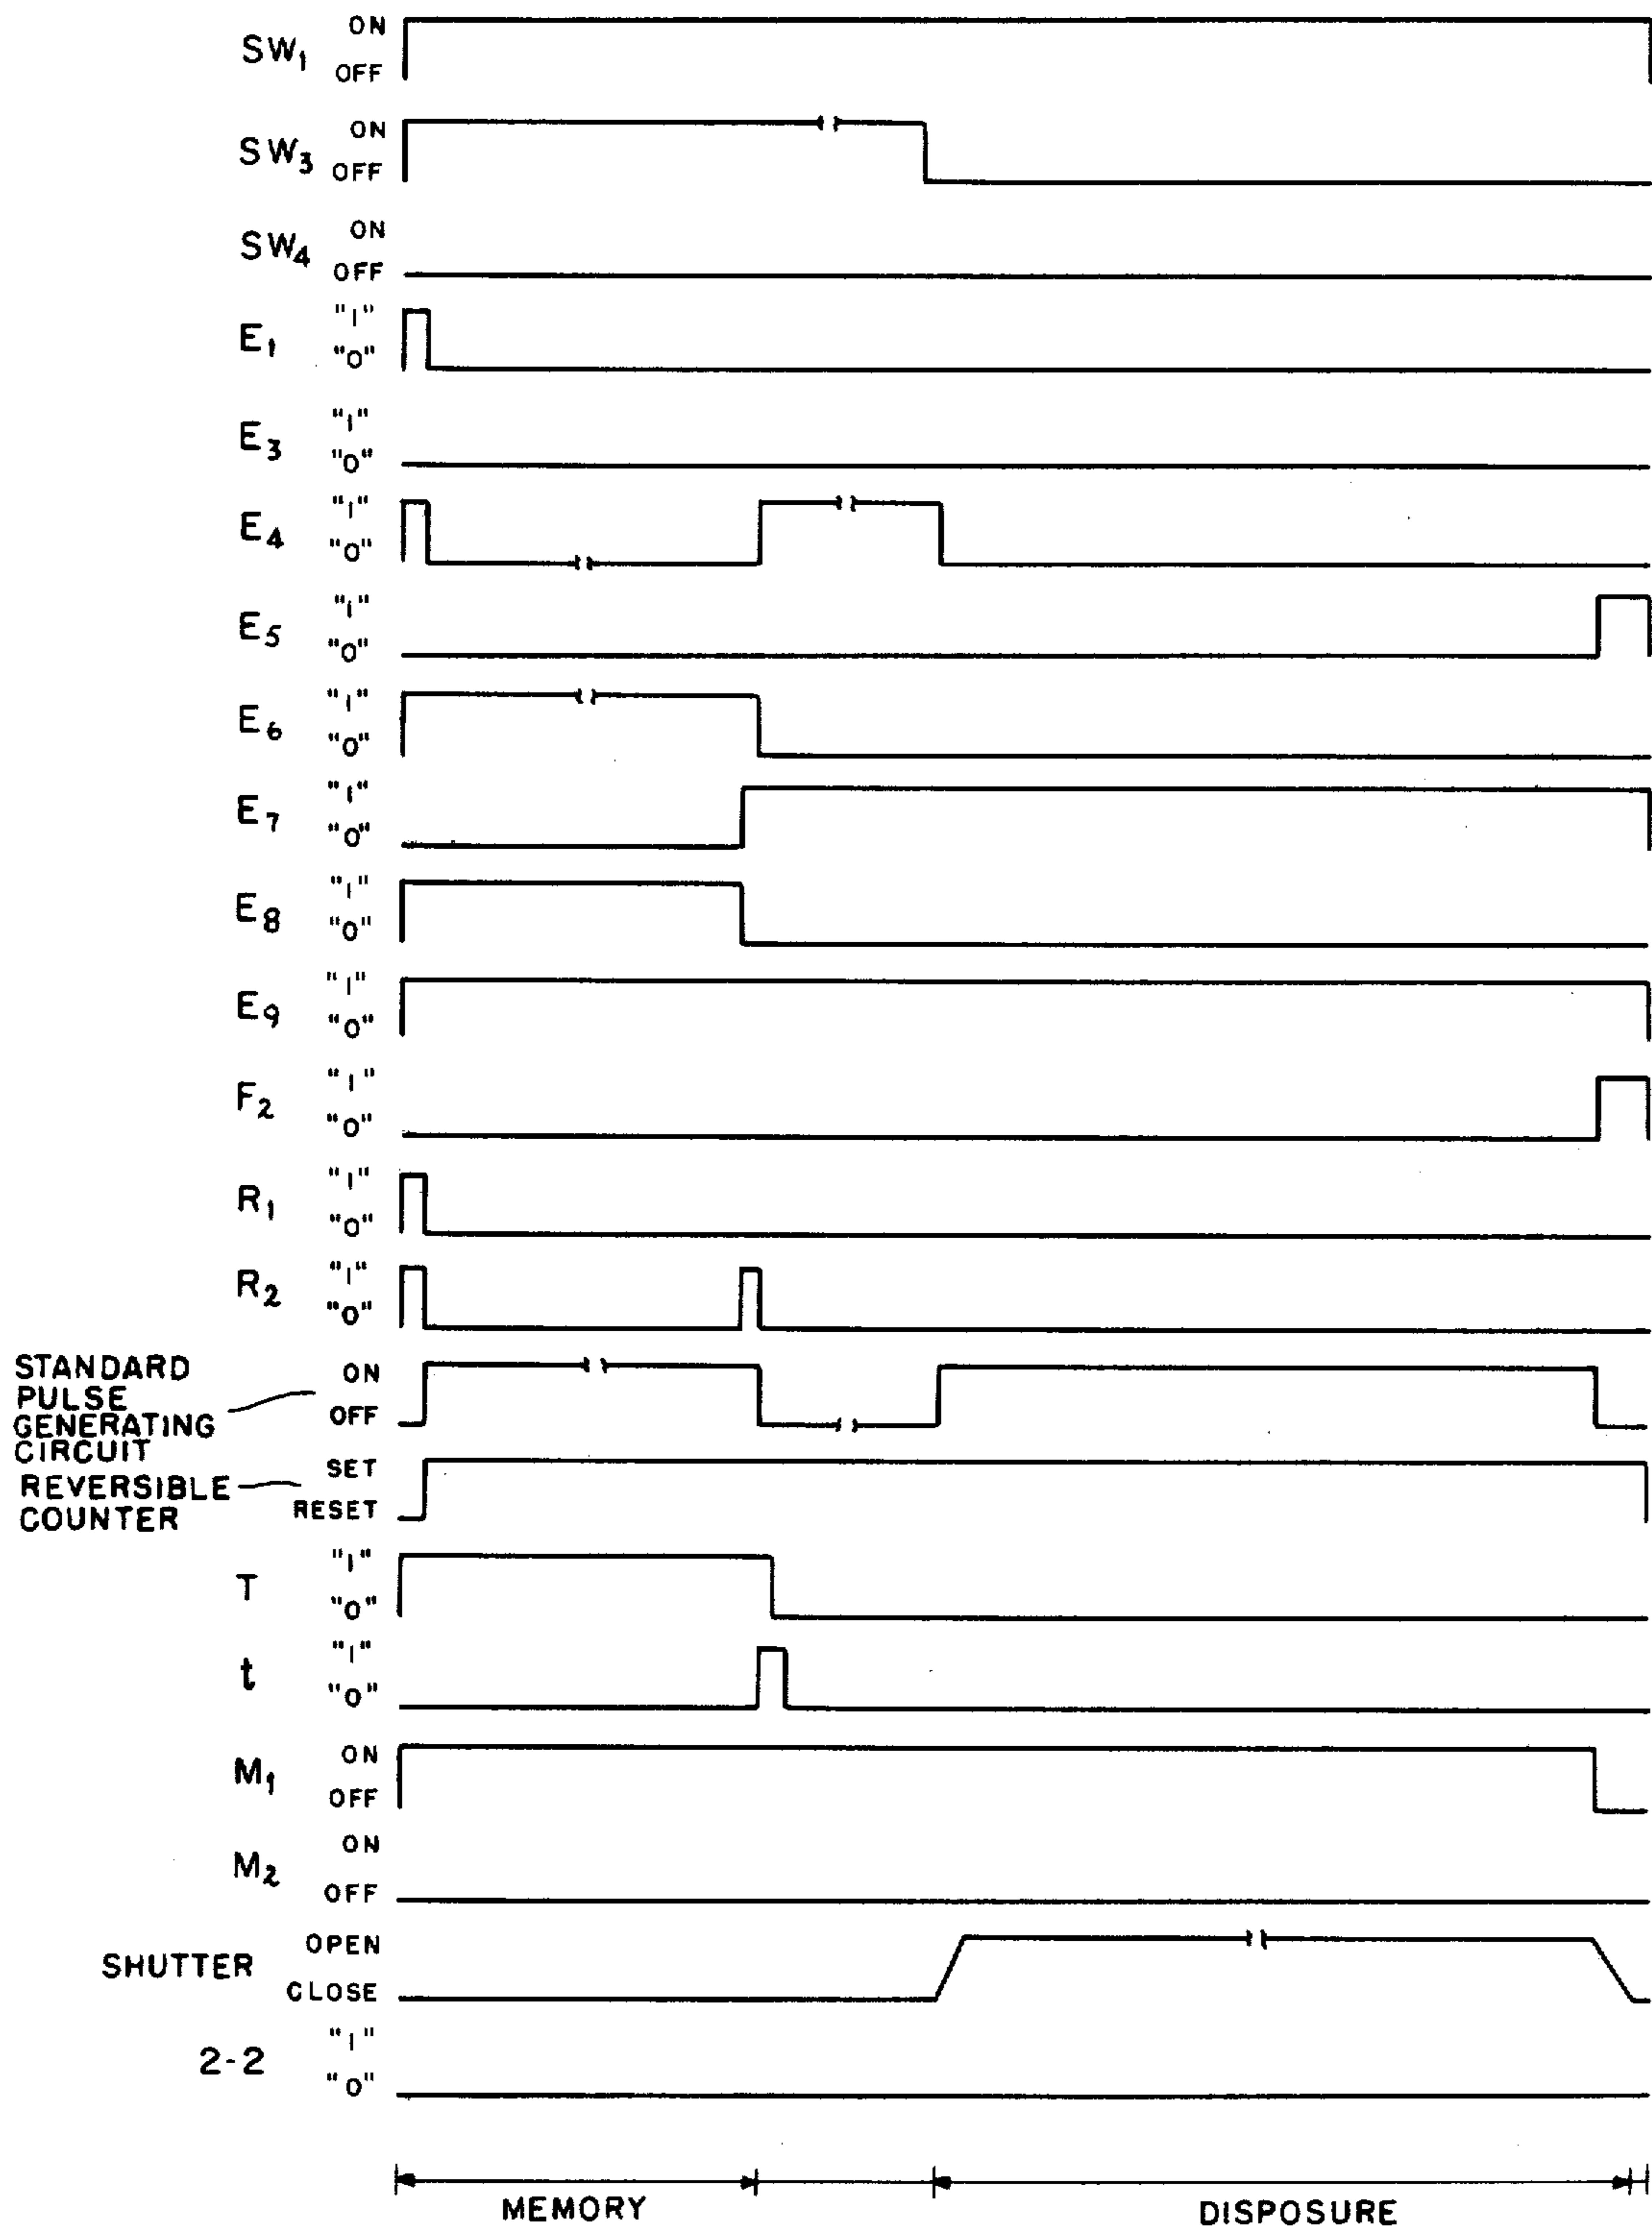 SW₁ ON
OFF
SW₃ ON
OFF
SW₄ ON
OFF
E₁ "1"
"0"
E₃ "1"
"0"
E₄ "1"
"0"
E₅ "1"
"0"
E₆ "1"
"0"
E₇ "1"
"0"
E₈ "1"
"0"
E₉ "1"
"0"
F₂ "1"
"0"
R₁ "1"
"0"
R₂ "1"
"0"
STANDARD
PULSE
GENERATING
CIRCUIT
ON
OFF
REVERSIBLE
COUNTER
SET
RESET
T "1"
"0"
t "1"
"0"
M₁ ON
OFF
M₂ ON
OFF
SHUTTER OPEN
CLOSE
2-2 "1"
"0"
MEMORY DISPOSURE